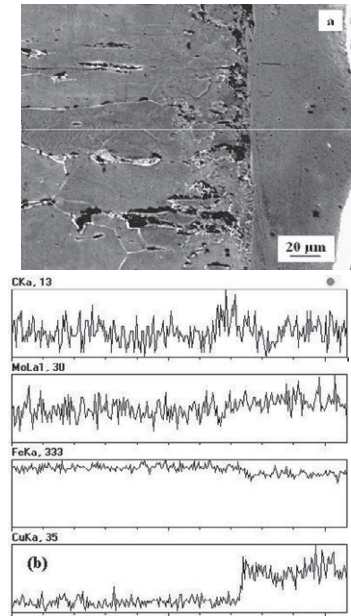 a
20 μm
CKa, 13
MoLa1, 30
FeKa, 333
CuKa, 35
(b)